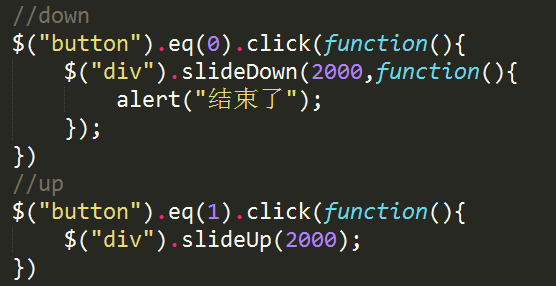 //down
$("button").eq(0).click(function(){
    $("div").slideDown(2000,function(){
        alert("结束了");
    });
})
//up
$("button").eq(1).click(function(){
    $("div").slideUp(2000);
})